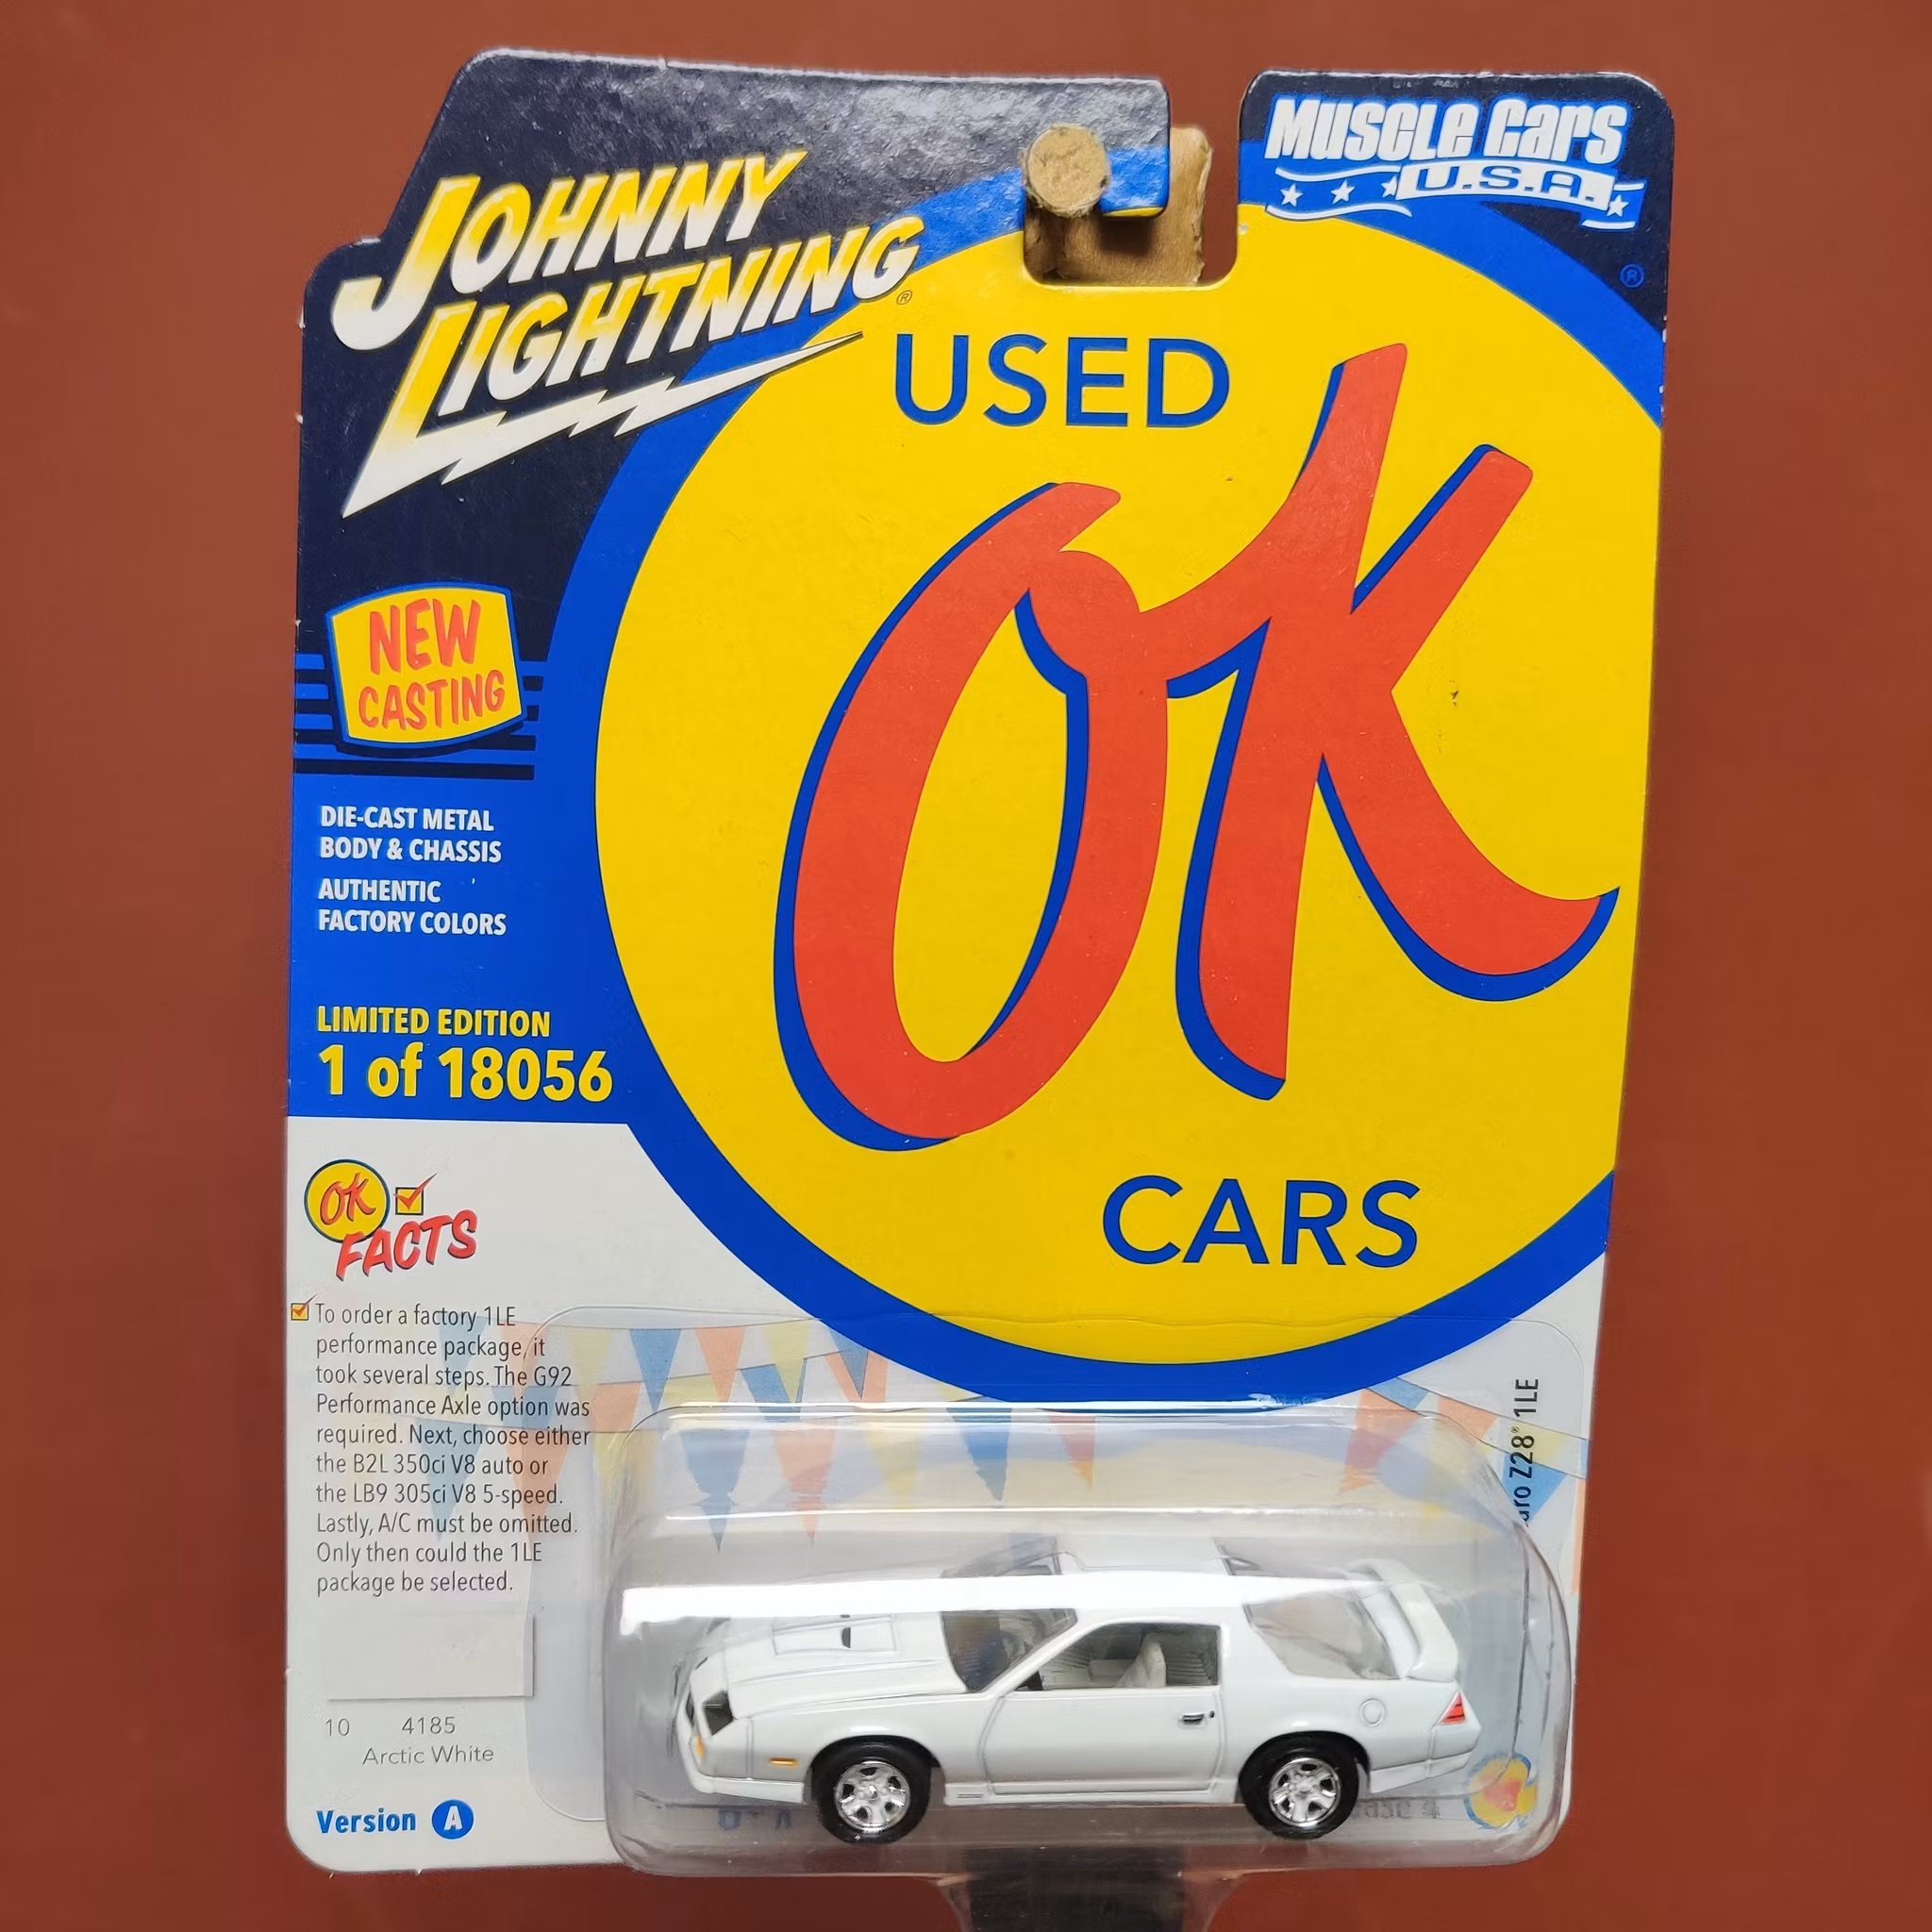 JOHNNY
LIGHTNING®
MUSCLE CARS
U.S.A.
®
USED
OK
CARS
NEW
CASTING
DIE-CAST METAL
BODY & CHASSIS
AUTHENTIC
FACTORY COLORS
LIMITED EDITION
1 of 18056
OK
FACTS
To order a factory 1LE
performance package, it
took several steps. The G92
Performance Axle option was
required. Next, choose either
the B2L 350ci V8 auto or
the LB9 305ci V8 5-speed.
Lastly, A/C must be omitted.
Only then could the 1LE
package be selected.
10 4185
Arctic White
Version A
Z28® 1LE